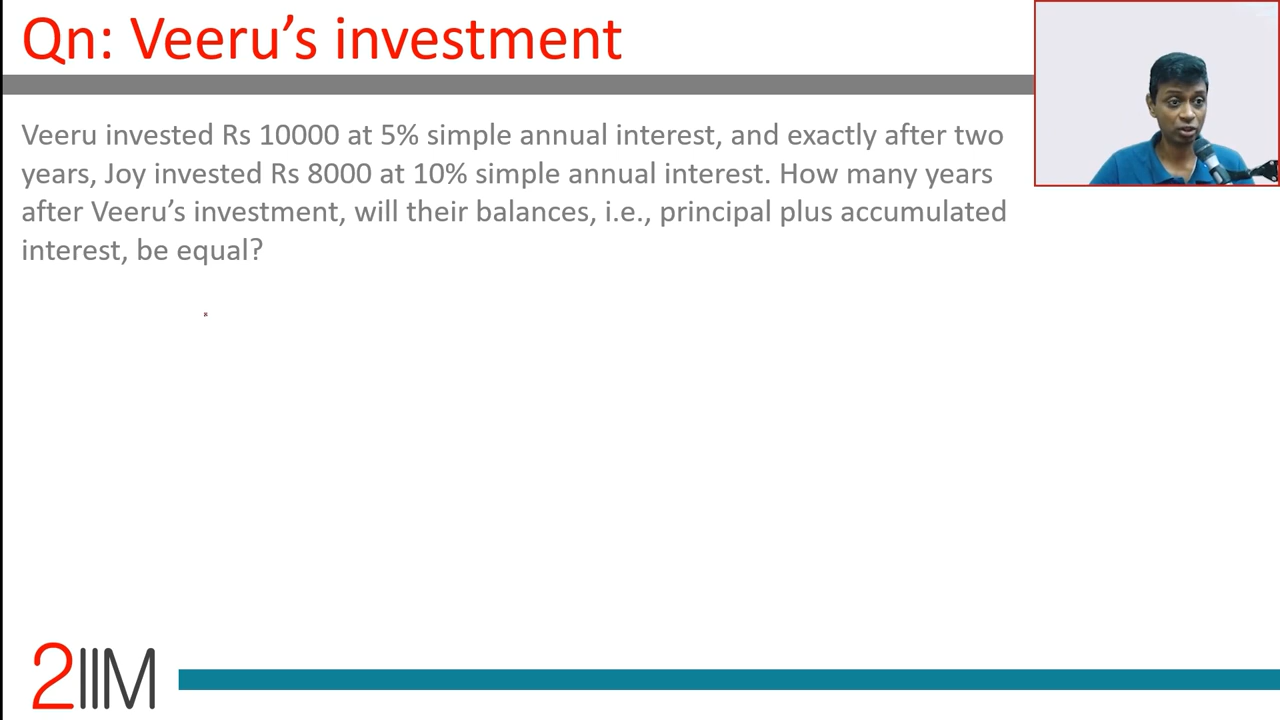 Qn: Veeru’s investment
Veeru invested Rs 10000 at 5% simple annual interest, and exactly after two
years, Joy invested Rs 8000 at 10% simple annual interest. How many years
after Veeru’s investment, will their balances, i.e., principal plus accumulated
interest, be equal?
2IIM